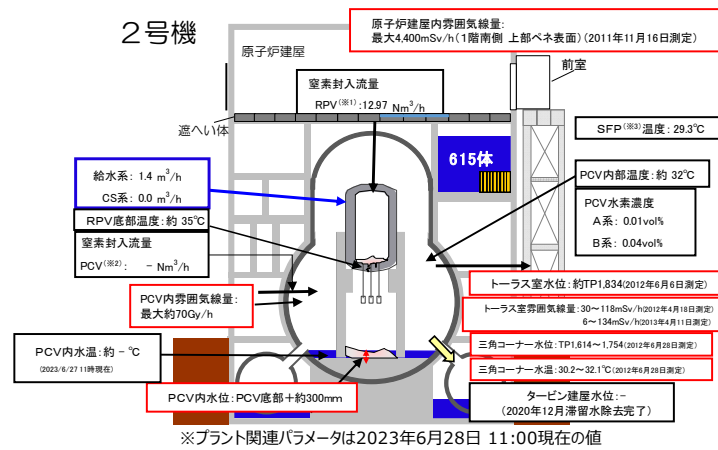 2号機
原子炉建屋内雰囲気線量:
最大4,400mSv/h(1階南側 上部ペネ表面)(2011年11月16日測定)
原子炉建屋
前室
窒素封入流量
RPV(※1):12.97 Nm³/h
遮へい体
SFP(※3)温度: 29.3℃
615体
給水系: 1.4 m³/h
CS系: 0.0 m³/h
PCV内部温度: 約 32℃
PCV水素濃度
A系: 0.01vol%
B系: 0.04vol%
RPV底部温度: 約 35℃
窒素封入流量
PCV(※2): - Nm³/h
トーラス室水位: 約TP1,834(2012年6月6日測定)
PCV内雰囲気線量:
最大約70Gy/h
トーラス室雰囲気線量: 30~118mSv/h(2012年4月18日測定)
6~134mSv/h(2013年4月11日測定)
三角コーナー水位: TP1,614~1,754(2012年6月28日測定)
PCV内水温: 約 - ℃
(2023/6/27 11時現在)
三角コーナー水温: 30.2~32.1℃(2012年6月28日測定)
PCV内水位: PCV底部+約300mm
タービン建屋水位: -
(2020年12月滞留水除去完了)
※プラント関連パラメータは2023年6月28日 11:00現在の値